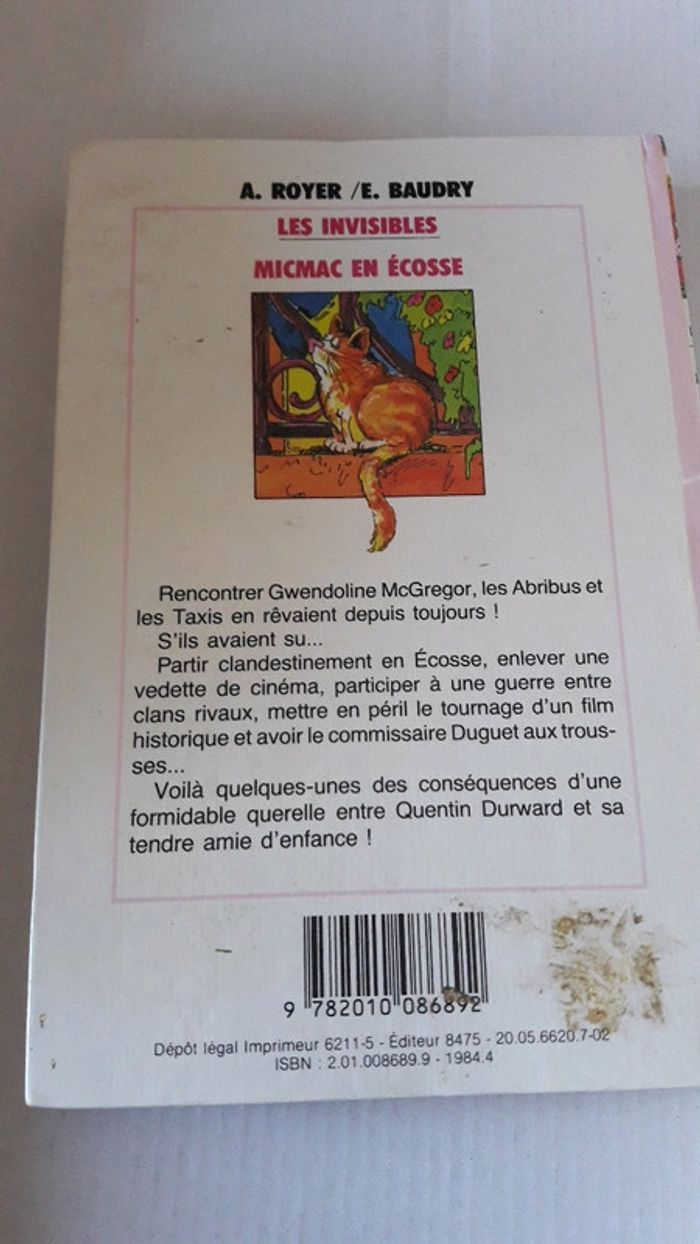 A. ROYER /E. BAUDRY
LES INVISIBLES
MICMAC EN ÉCOSSE
Rencontrer Gwendoline McGregor, les Abribus et
les Taxis en rêvaient depuis toujours !
S'ils avaient su...
Partir clandestinement en Écosse, enlever une
vedette de cinéma, participer à une guerre entre
clans rivaux, mettre en péril le tournage d'un film
historique et avoir le commissaire Duguet aux trous-
ses...
Voilà quelques-unes des conséquences d'une
formidable querelle entre Quentin Durward et sa
tendre amie d'enfance !
9 782010 086892
Dépôt légal Imprimeur 6211-5 - Éditeur 8475 - 20.05.6620.7-02
ISBN : 2.01.008689.9 - 1984.4